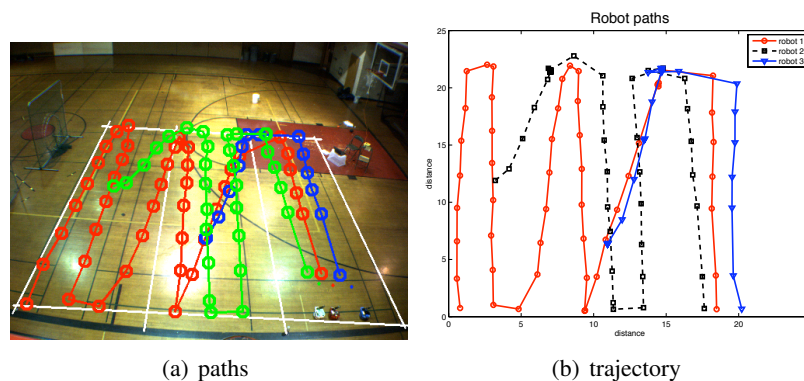 Robot paths
robot 1
robot 2
robot 3
25
20
15
10
5
0
distance
0 5 10 15 20
distance
(a) paths
(b) trajectory